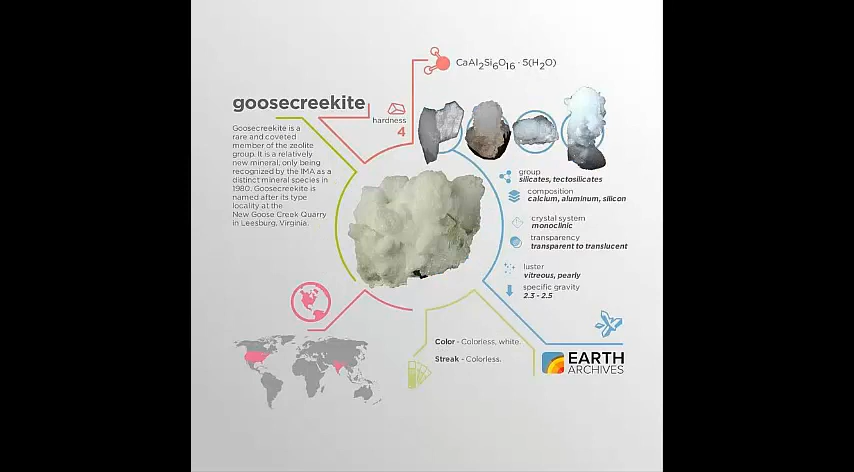 CaAl2Si6O16 · 5(H2O)
goosecreekite
hardness
4
Goosecreekite is a
rare and coveted
member of the zeolite
group. It is a relatively
new mineral, only being
recognized by the IMA as a
distinct mineral species in
1980. Goosecreekite is
named after its type
locality at the
New Goose Creek Quarry
in Leesburg, Virginia.
group
silicates, tectosilicates
composition
calcium, aluminum, silicon
crystal system
monoclinic
transparency
transparent to translucent
luster
vitreous, pearly
specific gravity
2.3 - 2.5
Color - Colorless, white.
Streak - Colorless.
EARTH
ARCHIVES